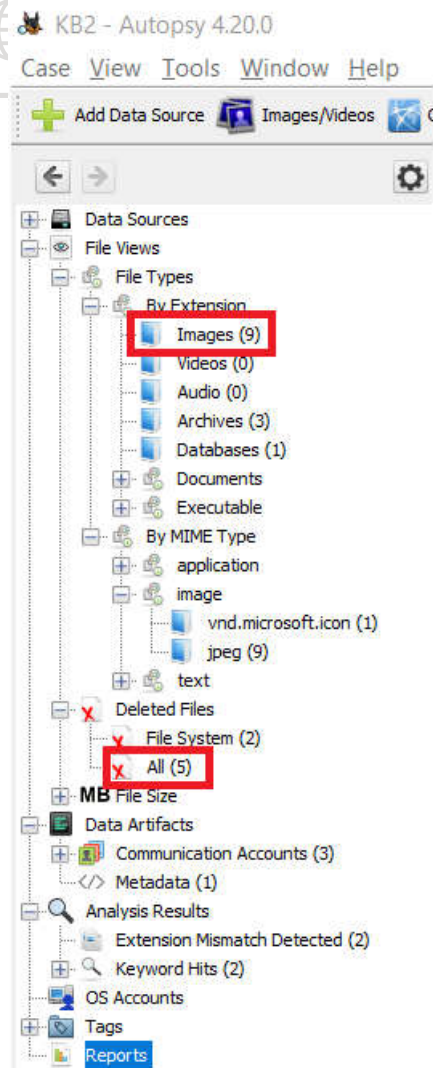 KB2 - Autopsy 4.20.0
Case View Tools Window Help
Add Data Source Images/Videos
Data Sources
File Views
File Types
By Extension
Images (9)
Videos (0)
Audio (0)
Archives (3)
Databases (1)
Documents
Executable
By MIME Type
application
image
vnd.microsoft.icon (1)
jpeg (9)
text
Deleted Files
File System (2)
All (5)
MB File Size
Data Artifacts
Communication Accounts (3)
Metadata (1)
Analysis Results
Extension Mismatch Detected (2)
Keyword Hits (2)
OS Accounts
Tags
Reports